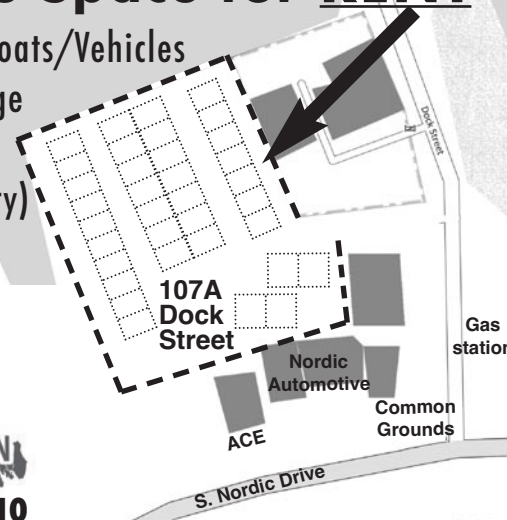 Space for RENT
oats/Vehicles
ge
ty)
Dock Street
107A
Dock
Street
Gas
station
Nordic
Automotive
Common
Grounds
ACE
S. Nordic Drive
N
10